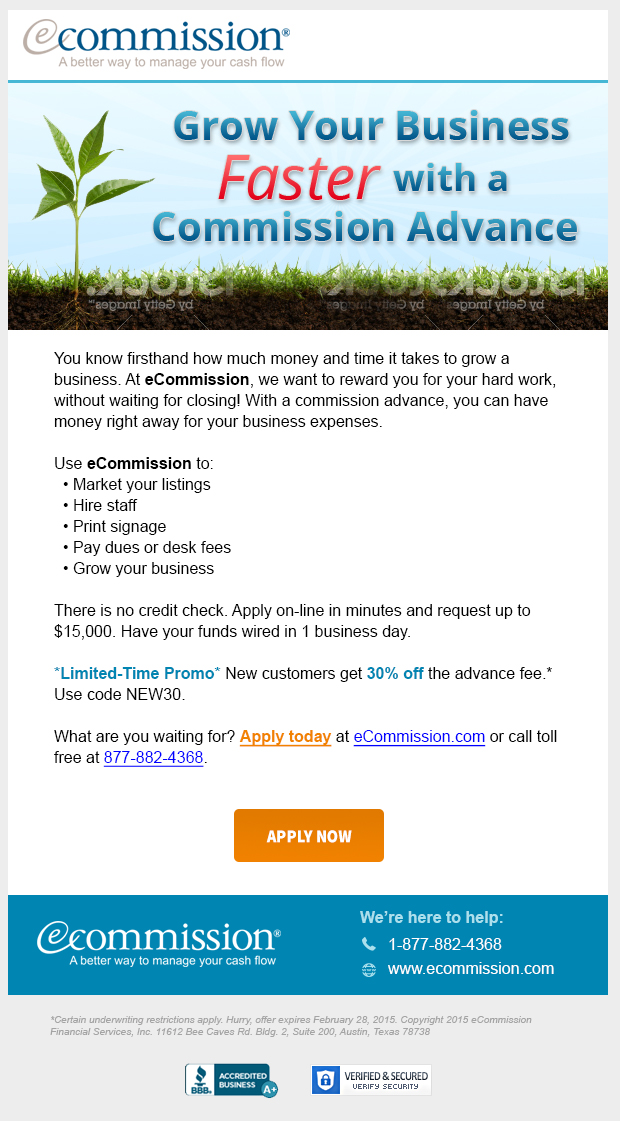 ecommission®
A better way to manage your cash flow
Grow Your Business
Faster with a
Commission Advance
iStock
by Getty Images™
You know firsthand how much money and time it takes to grow a
business. At eCommission, we want to reward you for your hard work,
without waiting for closing! With a commission advance, you can have
money right away for your business expenses.
Use eCommission to:
• Market your listings
• Hire staff
• Print signage
• Pay dues or desk fees
• Grow your business
There is no credit check. Apply on-line in minutes and request up to
$15,000. Have your funds wired in 1 business day.
*Limited-Time Promo* New customers get 30% off the advance fee.*
Use code NEW30.
What are you waiting for? Apply today at eCommission.com or call toll
free at 877-882-4368.
APPLY NOW
ecommission®
A better way to manage your cash flow
We're here to help:
1-877-882-4368
www.ecommission.com
*Certain underwriting restrictions apply. Hurry, offer expires February 28, 2015. Copyright 2015 eCommission
Financial Services, Inc. 11612 Bee Caves Rd. Bldg. 2, Suite 200, Austin, Texas 78738
BBB. ACCREDITED
BUSINESS A+
VERIFIED & SECURED
VERIFY SECURITY